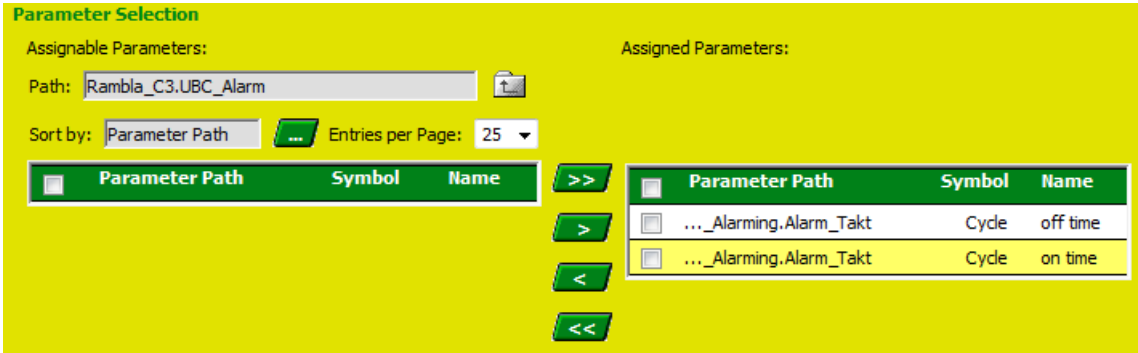 Parameter Selection
Assignable Parameters:
Assigned Parameters:
Path: Rambla_C3.UBC_Alarm
Sort by: Parameter Path ... Entries per Page: 25
Parameter Path Symbol Name
>>
>
<
<<
Parameter Path Symbol Name
..._Alarming.Alarm_Takt Cycle off time
..._Alarming.Alarm_Takt Cycle on time